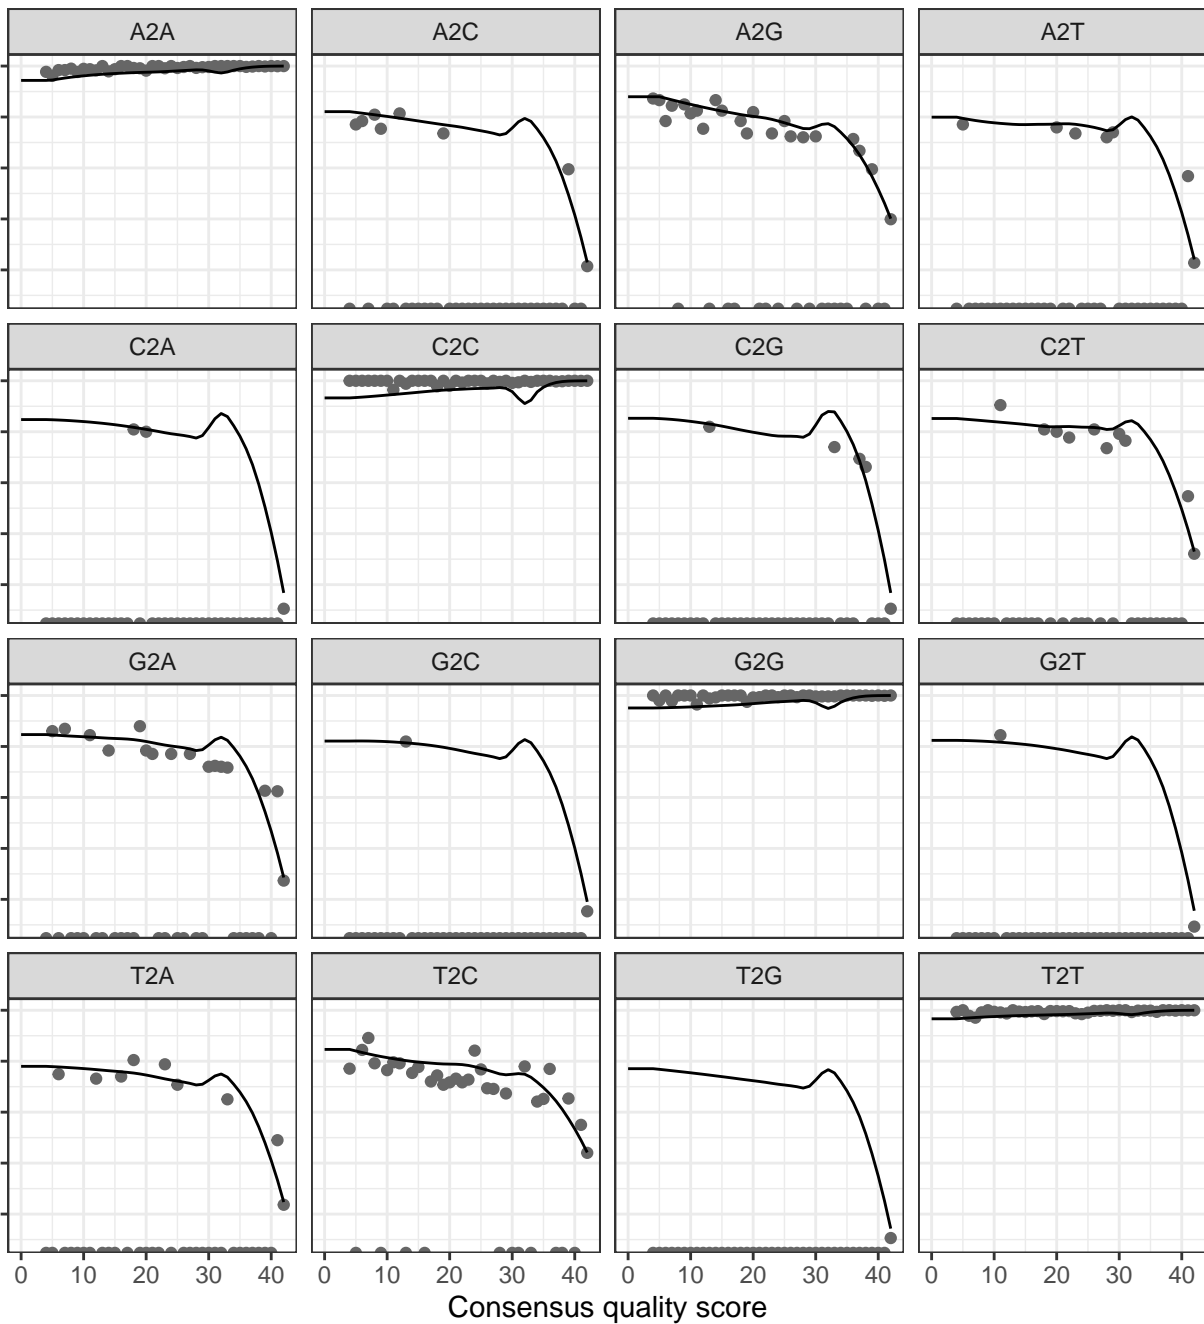 A2A A2C A2G A2T
C2A C2C C2G C2T
G2A G2C G2G G2T
T2A T2C T2G T2T
0 10 20 30 40 0 10 20 30 40 0 10 20 30 40 0 10 20 30 40
Consensus quality score